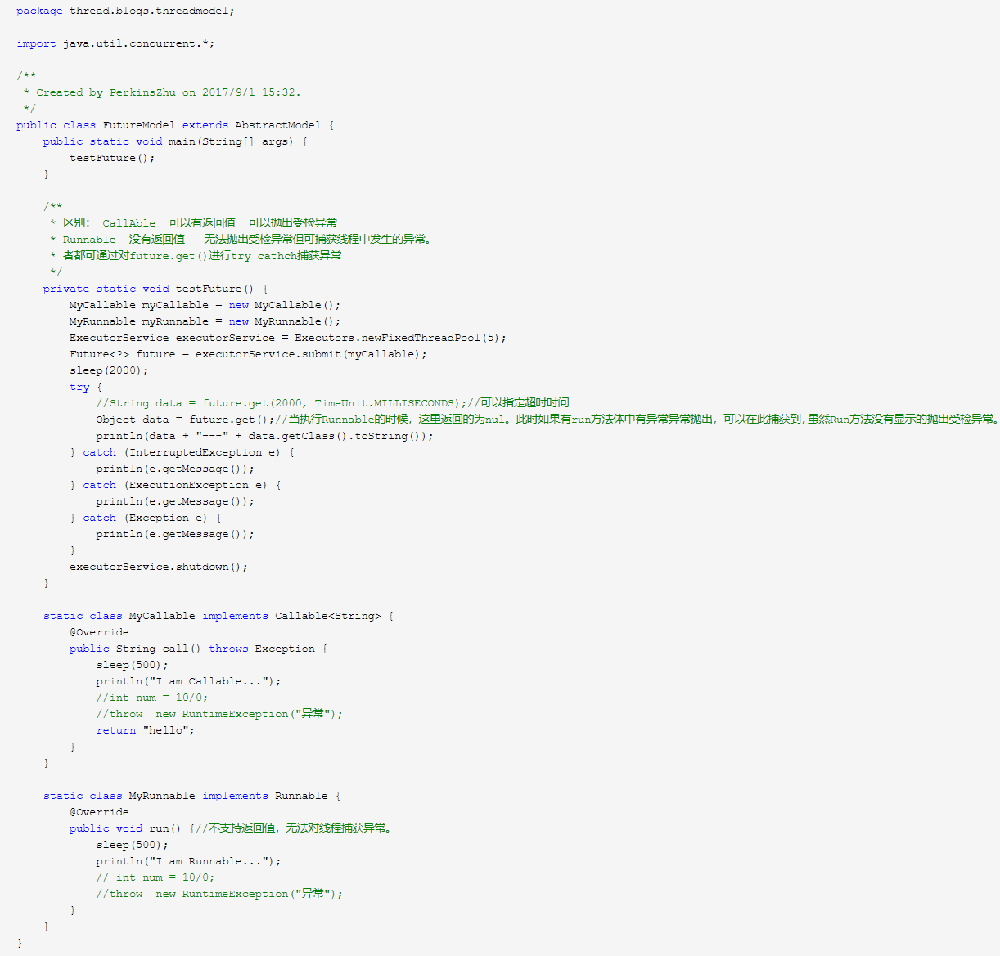 package thread.blogs.threadmodel;
import java.util.concurrent.*;
/**
 * Created by PerkinsZhu on 2017/9/1 15:32.
 */
public class FutureModel extends AbstractModel {
    public static void main(String[] args) {
        testFuture();
    }
    /**
     * 区别： CallAble  可以有返回值  可以抛出受检异常
     * Runnable  没有返回值   无法抛出受检异常但可捕获线程中发生的异常。
     * 者都可通过对future.get()进行try cathch捕获异常
     */
    private static void testFuture() {
        MyCallable myCallable = new MyCallable();
        MyRunnable myRunnable = new MyRunnable();
        ExecutorService executorService = Executors.newFixedThreadPool(5);
        Future<?> future = executorService.submit(myCallable);
        sleep(2000);
        try {
            //String data = future.get(2000, TimeUnit.MILLISECONDS);//可以指定超时时间
            Object data = future.get();//当执行Runnable的时候，这里返回的为nul。此时如果有run方法体中有异常异常抛出，可以在此捕获到,虽然Run方法没有显示的抛出受检异常。
            println(data + "---" + data.getClass().toString());
        } catch (InterruptedException e) {
            println(e.getMessage());
        } catch (ExecutionException e) {
            println(e.getMessage());
        } catch (Exception e) {
            println(e.getMessage());
        }
        executorService.shutdown();
    }
    static class MyCallable implements Callable<String> {
        @Override
        public String call() throws Exception {
            sleep(500);
            println("I am Callable...");
            //int num = 10/0;
            //throw  new RuntimeException("异常");
            return "hello";
        }
    }
    static class MyRunnable implements Runnable {
        @Override
        public void run() {//不支持返回值，无法对线程捕获异常。
            sleep(500);
            println("I am Runnable...");
            // int num = 10/0;
            //throw  new RuntimeException("异常");
        }
    }
}